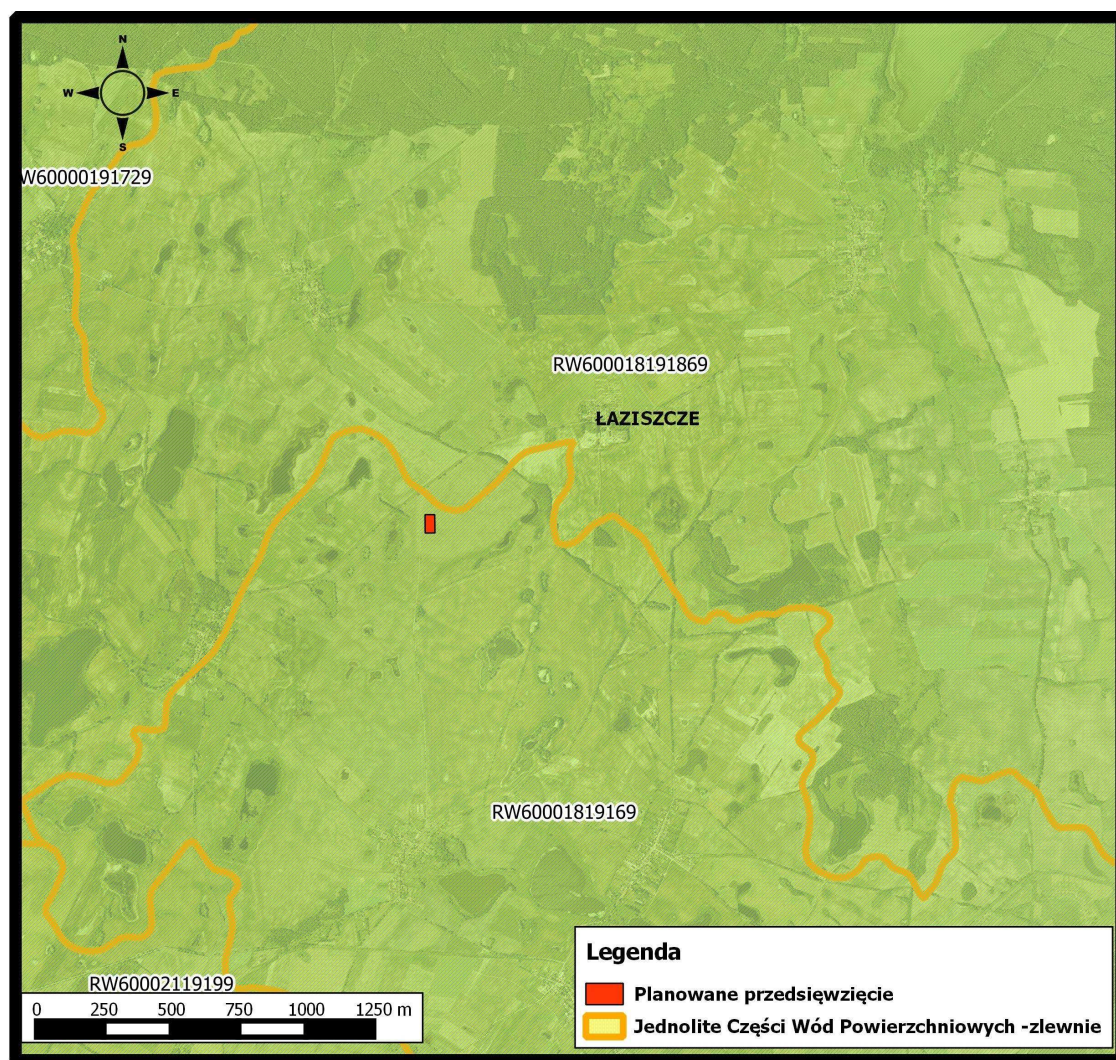 N
W E
S
W60000191729
RW600018191869
ŁAZISZCZE
RW60001819169
RW60002119199
0 250 500 750 1000 1250 m
Legenda
Planowane przedsięwzięcie
Jednolite Części Wód Powierzchniowych -zlewnie